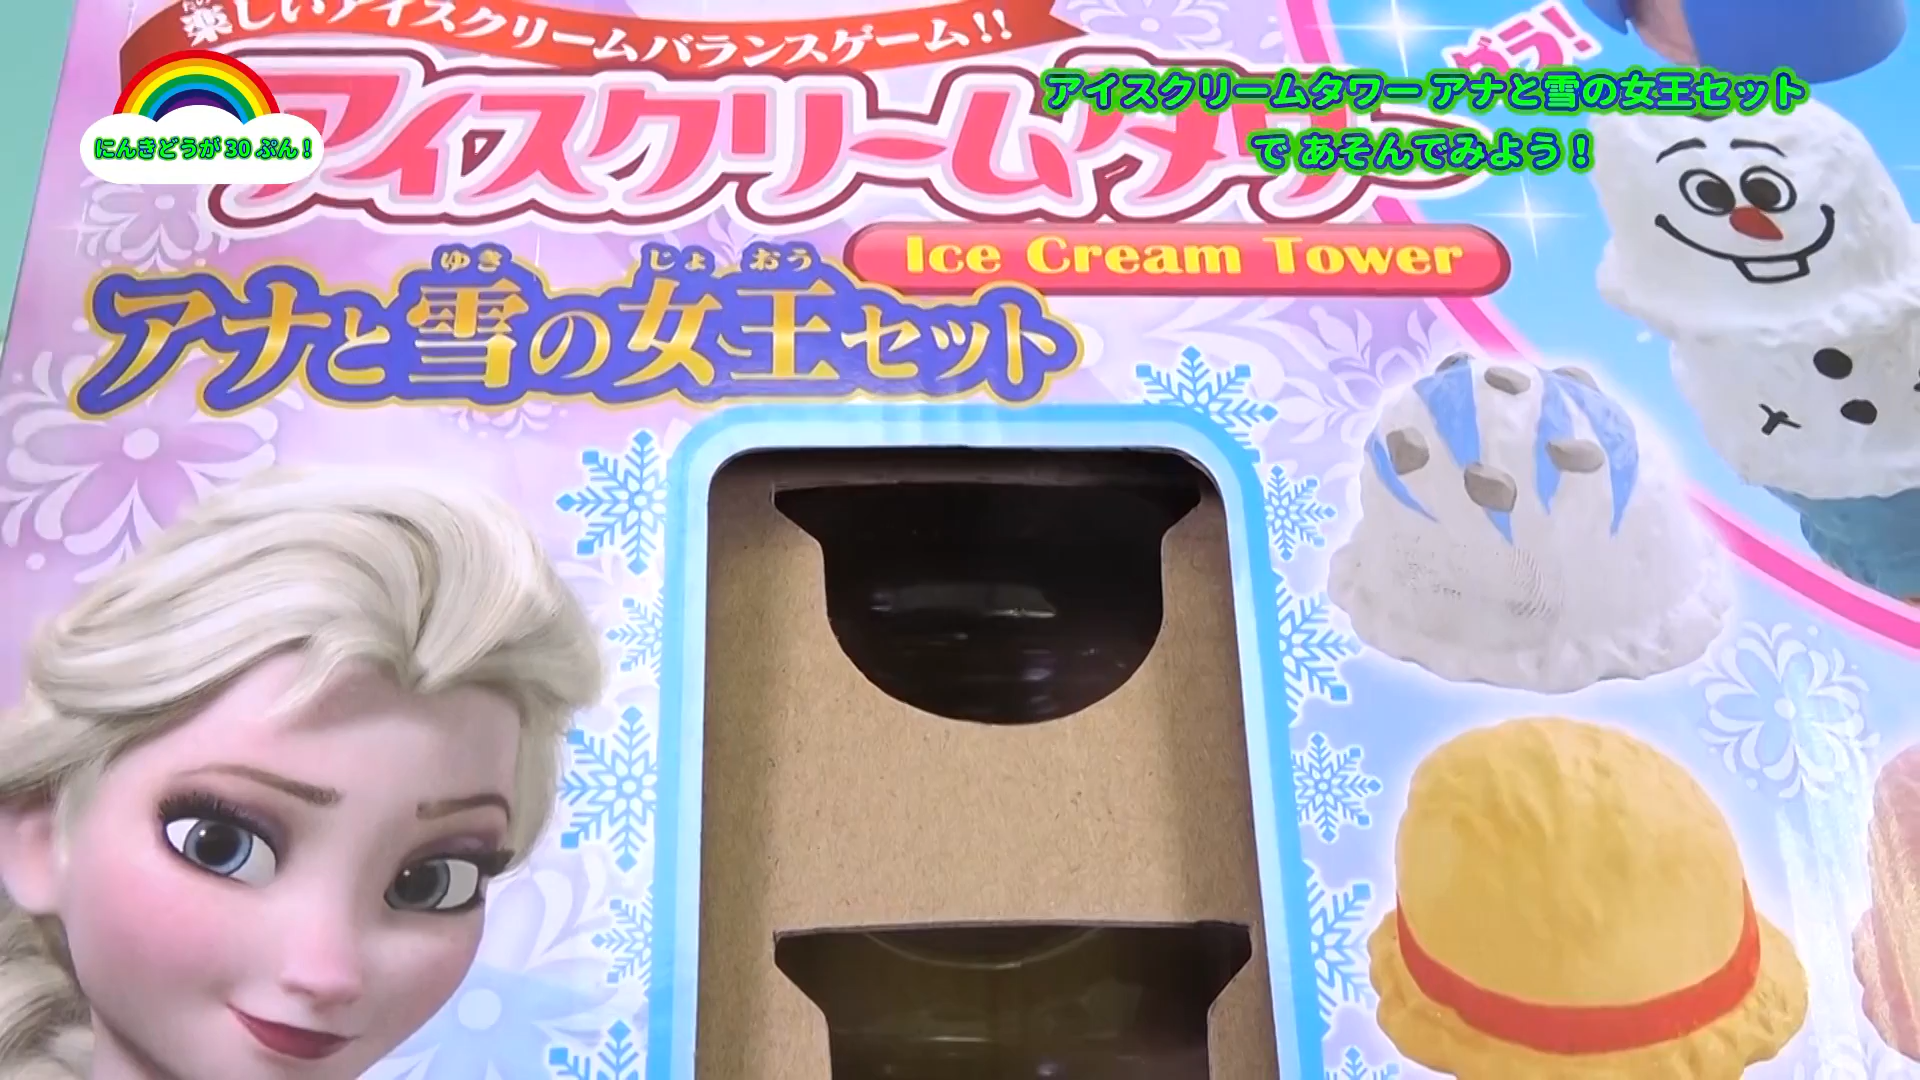 楽しいアイスクリームバランスゲーム!!
アイスクリームタワー
Ice Cream Tower
アナと雪の女王セット
ゆき じょ おう
にんきどうが 30 ぷん！
アイスクリームタワー アナと雪の女王セット
で あそんでみよう！
グラ!